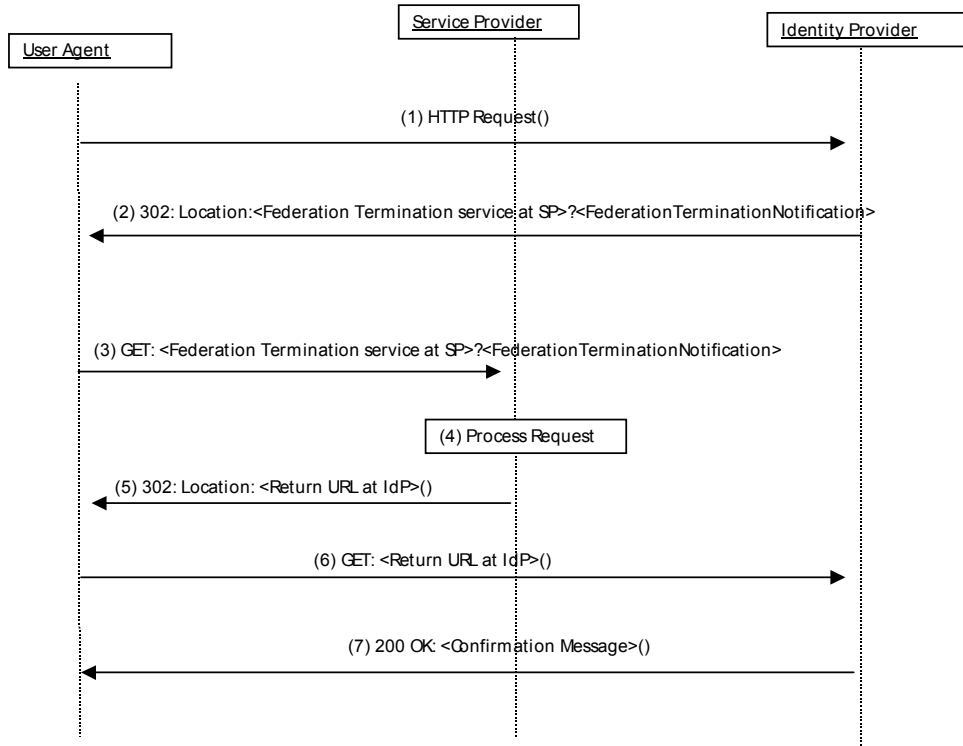 Service Provider
Identity Provider
User Agent
(1) HTTP Request()
(2) 302: Location:<Federation Termination service at SP>?<FederationTerminationNotification>
(3) GET: <Federation Termination service at SP>?<FederationTerminationNotification>
(4) Process Request
(5) 302: Location: <Return URL at IdP>()
(6) GET: <Return URL at IdP>()
(7) 200 OK: <Confirmation Message>()